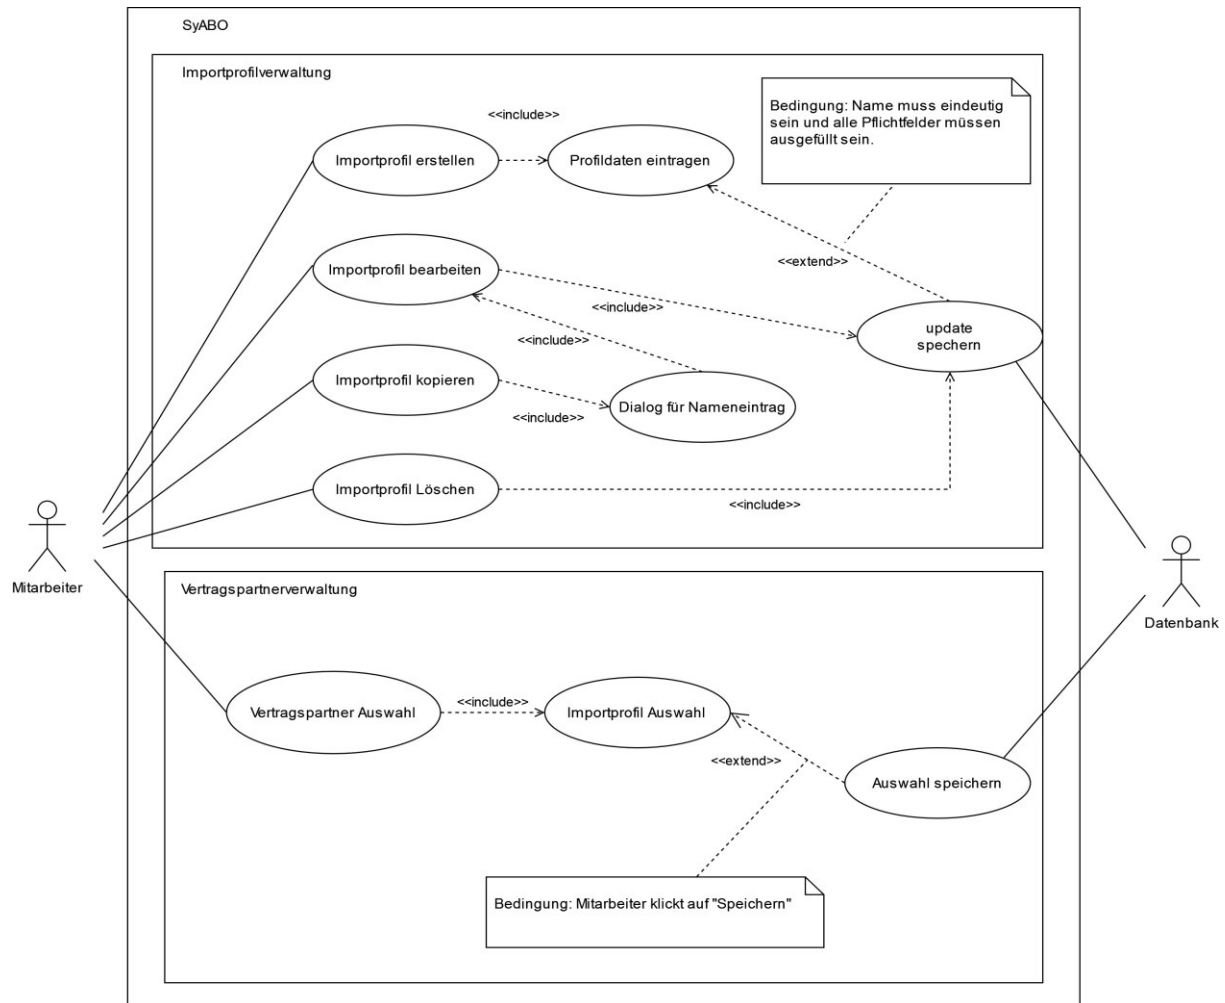 SyABO
Importprofilverwaltung
Bedingung: Name muss eindeutig
sein und alle Pflichtfelder müssen
ausgefüllt sein.
<<include>>
Importprofil erstellen
Profildaten eintragen
<<extend>>
Importprofil bearbeiten
<<include>>
update
spechern
<<include>>
Importprofil kopieren
<<include>>
Dialog für Nameneintrag
Importprofil Löschen
<<include>>
Mitarbeiter
Datenbank
Vertragspartnerverwaltung
Vertragspartner Auswahl
<<include>>
Importprofil Auswahl
<<extend>>
Auswahl speichern
Bedingung: Mitarbeiter klickt auf "Speichern"